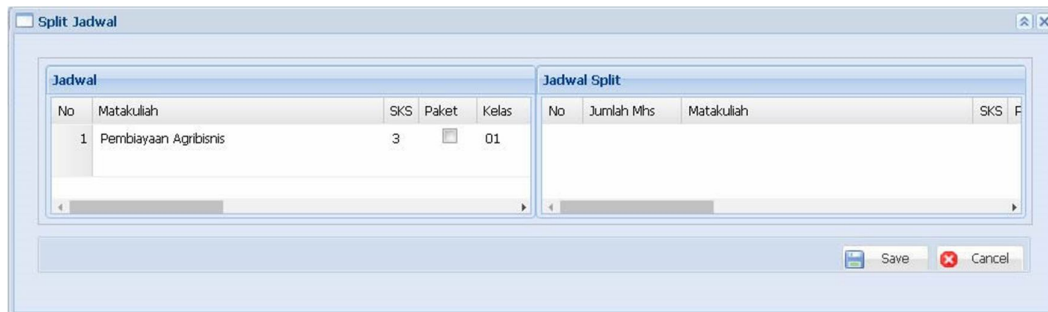 Split Jadwal
Jadwal
No Matakuliah SKS Paket Kelas
1 Pembiayaan Agribisnis 3 01
Jadwal Split
No Jumlah Mhs Matakuliah SKS
Save Cancel